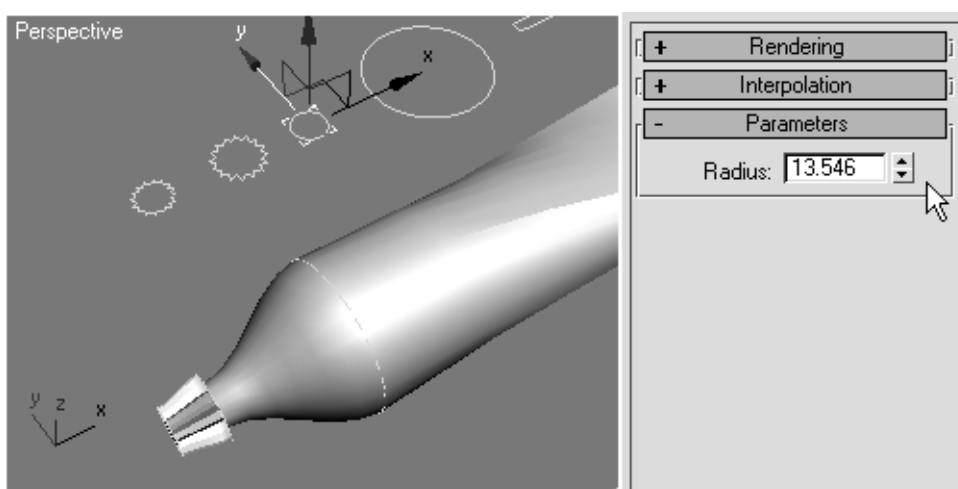 Perspective
y
x
+ Rendering
+ Interpolation
- Parameters
Radius: 13.546
y z x